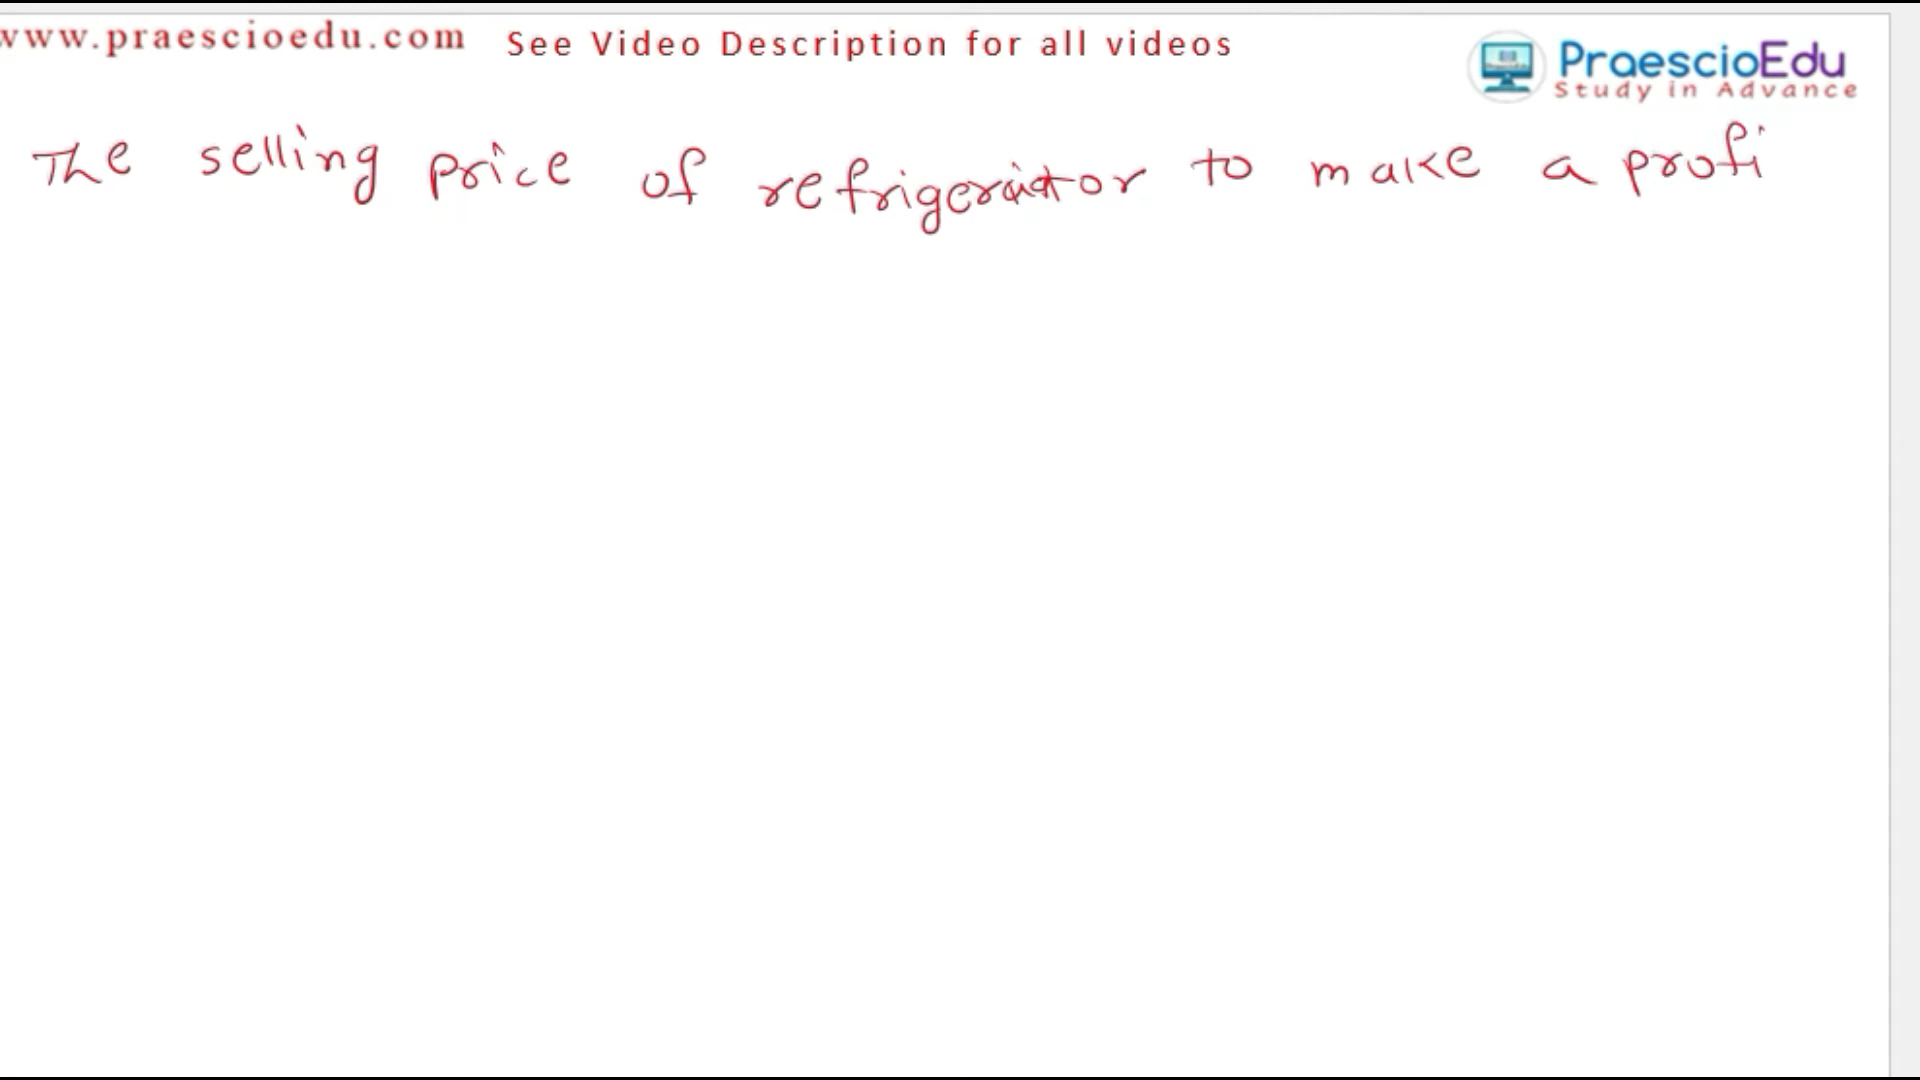 www.praescioedu.com See Video Description for all videos
PraescioEdu
Study in Advance
The selling price of refrigerator to make a profi